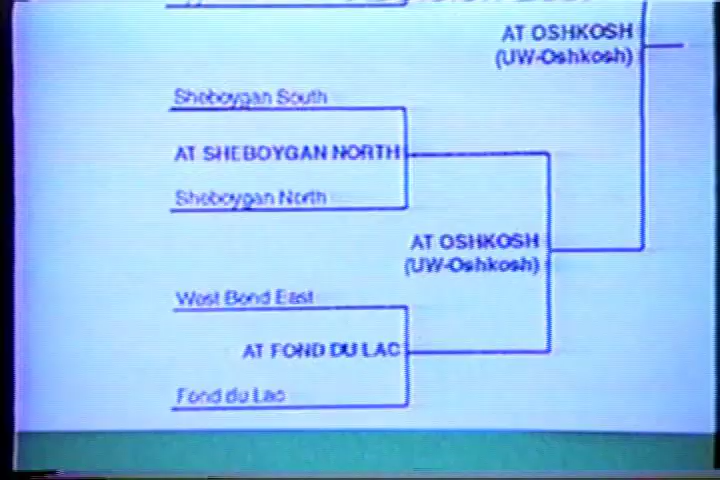 AT OSHKOSH
(UW-Oshkosh)
Sheboygan South
AT SHEBOYGAN NORTH
Sheboygan North
AT OSHKOSH
(UW-Oshkosh)
West Bend East
AT FOND DU LAC
Fond du Lac